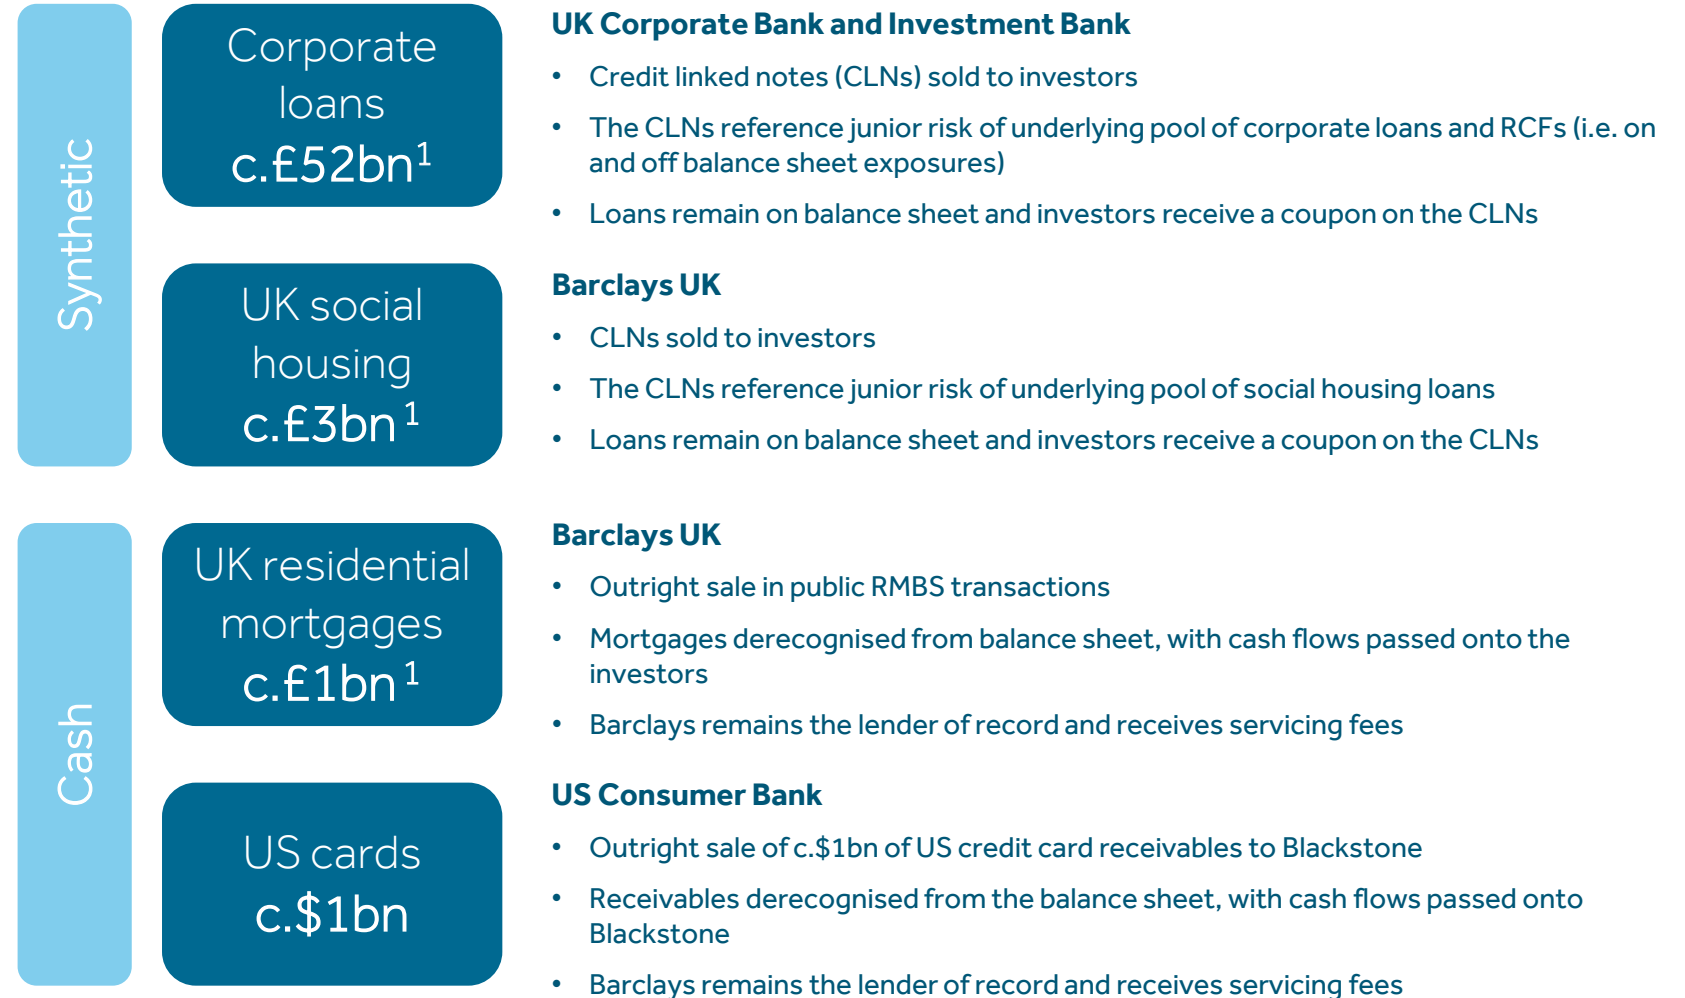 Synthetic
Corporate
loans
c.£52bn1
UK Corporate Bank and Investment Bank
• Credit linked notes (CLNs) sold to investors
• The CLNs reference junior risk of underlying pool of corporate loans and RCFs (i.e. on
and off balance sheet exposures)
• Loans remain on balance sheet and investors receive a coupon on the CLNs
UK social
housing
c.£3bn 1
Barclays UK
• CLNs sold to investors
• The CLNs reference junior risk of underlying pool of social housing loans
• Loans remain on balance sheet and investors receive a coupon on the CLNs
Cash
UK residential
mortgages
c.£1bn 1
Barclays UK
• Outright sale in public RMBS transactions
• Mortgages derecognised from balance sheet, with cash flows passed onto the
investors
• Barclays remains the lender of record and receives servicing fees
US cards
c.$1bn
US Consumer Bank
• Outright sale of c.$1bn of US credit card receivables to Blackstone
• Receivables derecognised from the balance sheet, with cash flows passed onto
Blackstone
• Barclays remains the lender of record and receives servicing fees